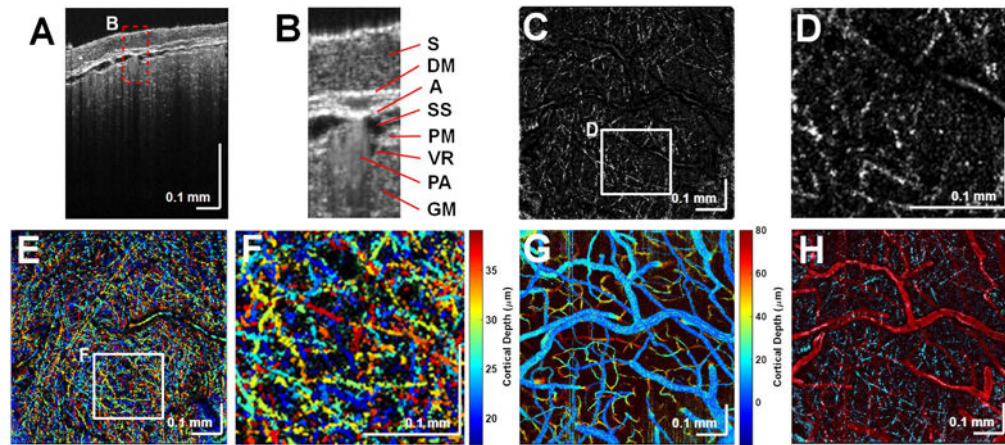 A
B
0.1 mm
B
S
DM
A
SS
PM
VR
PA
GM
C
D
0.1 mm
D
0.1 mm
E
F
0.1 mm
F
0.1 mm
35
30
25
20
Cortical Depth (μm)
G
0.1 mm
80
60
40
20
0
Cortical Depth (μm)
H
0.1 mm